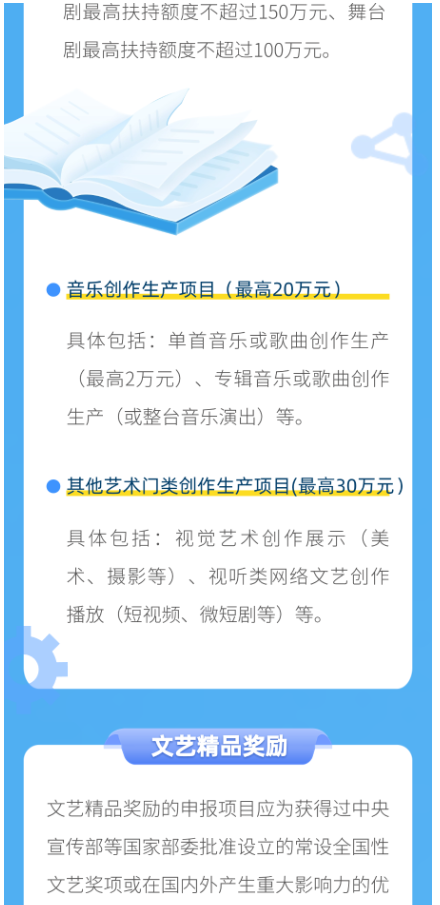 剧最高扶持额度不超过150万元、舞台
剧最高扶持额度不超过100万元。
音乐创作生产项目（最高20万元）
具体包括：单首音乐或歌曲创作生产
（最高2万元）、专辑音乐或歌曲创作
生产（或整台音乐演出）等。
其他艺术门类创作生产项目(最高30万元）
具体包括：视觉艺术创作展示（美
术、摄影等）、视听类网络文艺创作
播放（短视频、微短剧等）等。
文艺精品奖励
文艺精品奖励的申报项目应为获得过中央
宣传部等国家部委批准设立的常设全国性
文艺奖项或在国内外产生重大影响力的优